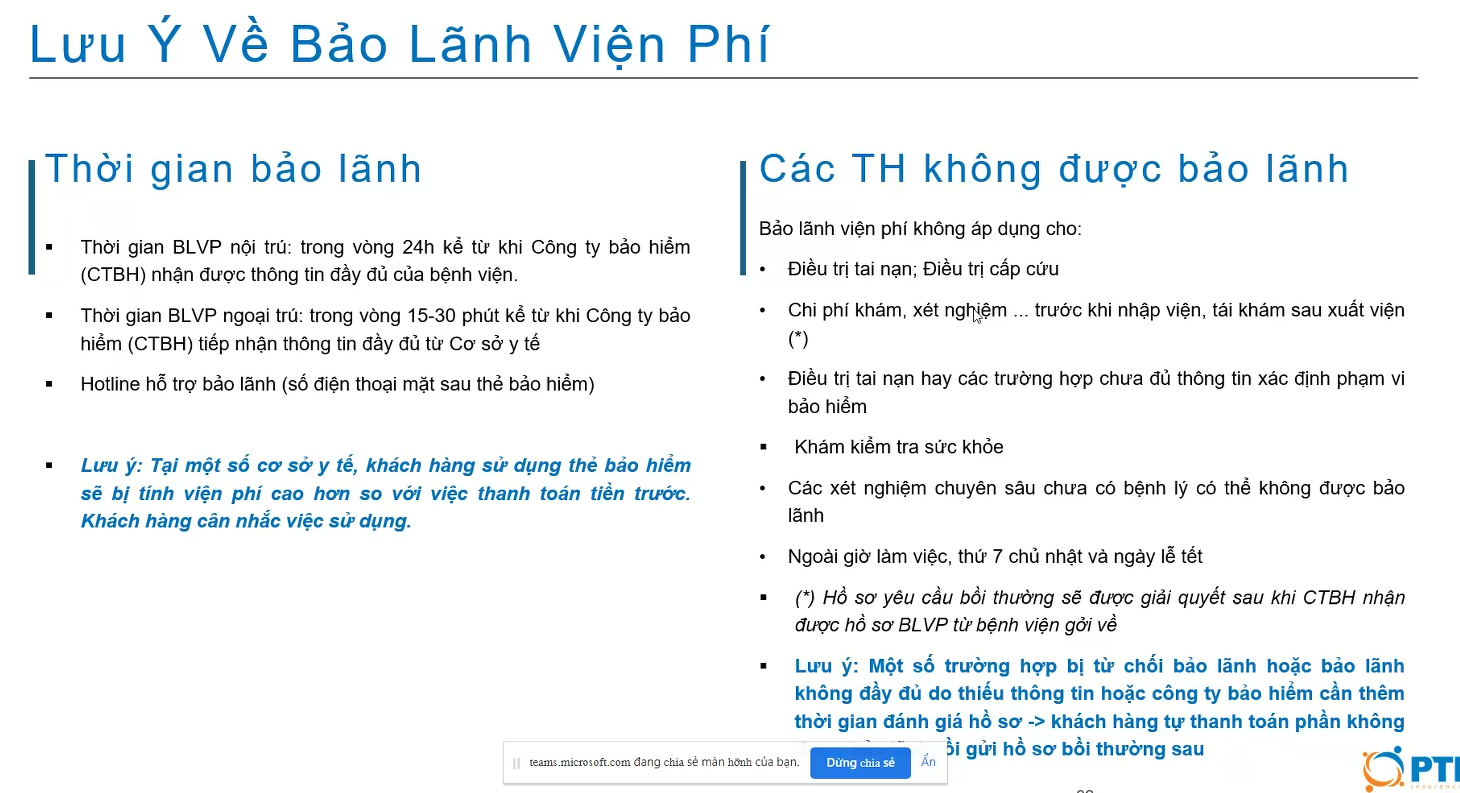 Lưu Ý Về Bảo Lãnh Viện Phí
Thời gian bảo lãnh
▪ Thời gian BLVP nội trú: trong vòng 24h kể từ khi Công ty bảo hiểm
(CTBH) nhận được thông tin đầy đủ của bệnh viện.
▪ Thời gian BLVP ngoại trú: trong vòng 15-30 phút kể từ khi Công ty bảo
hiểm (CTBH) tiếp nhận thông tin đầy đủ từ Cơ sở y tế
▪ Hotline hỗ trợ bảo lãnh (số điện thoại mặt sau thẻ bảo hiểm)
▪ Lưu ý: Tại một số cơ sở y tế, khách hàng sử dụng thẻ bảo hiểm
sẽ bị tính viện phí cao hơn so với việc thanh toán tiền trước.
Khách hàng cân nhắc việc sử dụng.
Các TH không được bảo lãnh
Bảo lãnh viện phí không áp dụng cho:
• Điều trị tai nạn; Điều trị cấp cứu
• Chi phí khám, xét nghiệm ... trước khi nhập viện, tái khám sau xuất viện
(*)
• Điều trị tai nạn hay các trường hợp chưa đủ thông tin xác định phạm vi
bảo hiểm
▪ Khám kiểm tra sức khỏe
• Các xét nghiệm chuyên sâu chưa có bệnh lý có thể không được bảo
lãnh
• Ngoài giờ làm việc, thứ 7 chủ nhật và ngày lễ tết
▪ (*) Hồ sơ yêu cầu bồi thường sẽ được giải quyết sau khi CTBH nhận
được hồ sơ BLVP từ bệnh viện gởi về
▪ Lưu ý: Một số trường hợp bị từ chối bảo lãnh hoặc bảo lãnh
không đầy đủ do thiếu thông tin hoặc công ty bảo hiểm cần thêm
thời gian đánh giá hồ sơ -> khách hàng tự thanh toán phần không
gửi hồ sơ bồi thường sau
teams.microsoft.com đang chia sẻ màn hình của bạn.
Dừng chia sẻ
Ẩn
PTI